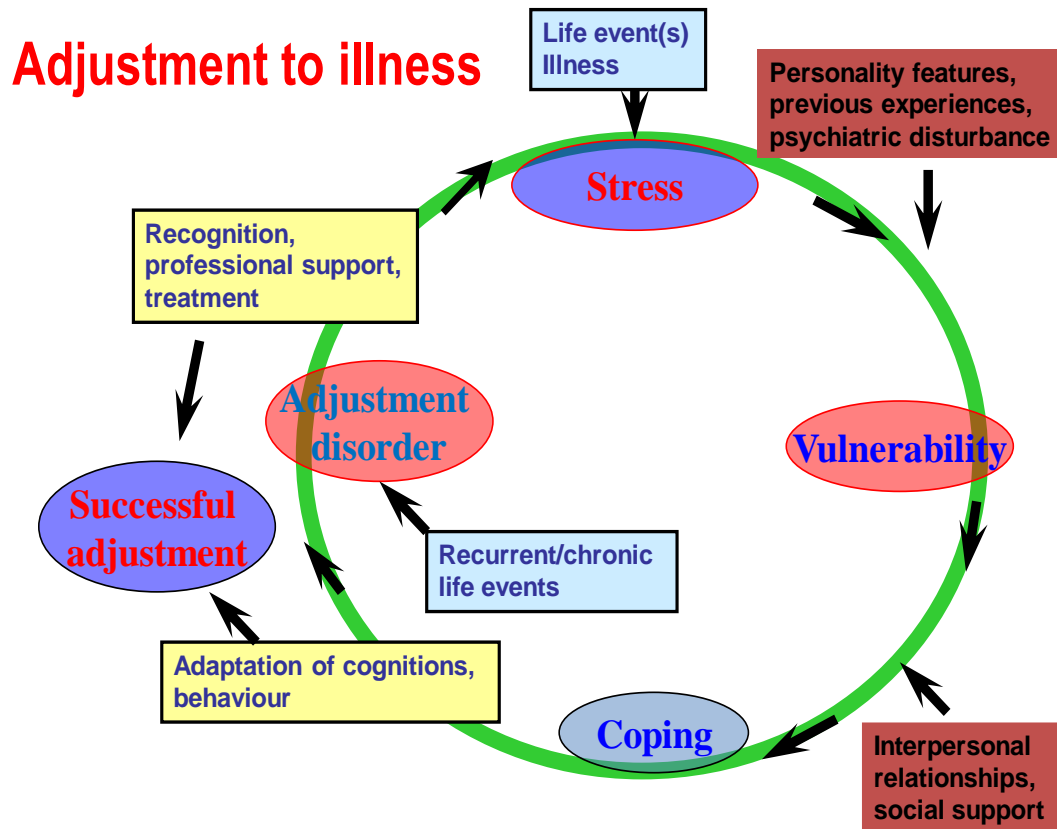 Adjustment to illness
Life event(s)
Illness
Personality features,
previous experiences,
psychiatric disturbance
Stress
Recognition,
professional support,
treatment
Adjustment
disorder
Vulnerability
Successful
adjustment
Recurrent/chronic
life events
Adaptation of cognitions,
behaviour
Coping
Interpersonal
relationships,
social support